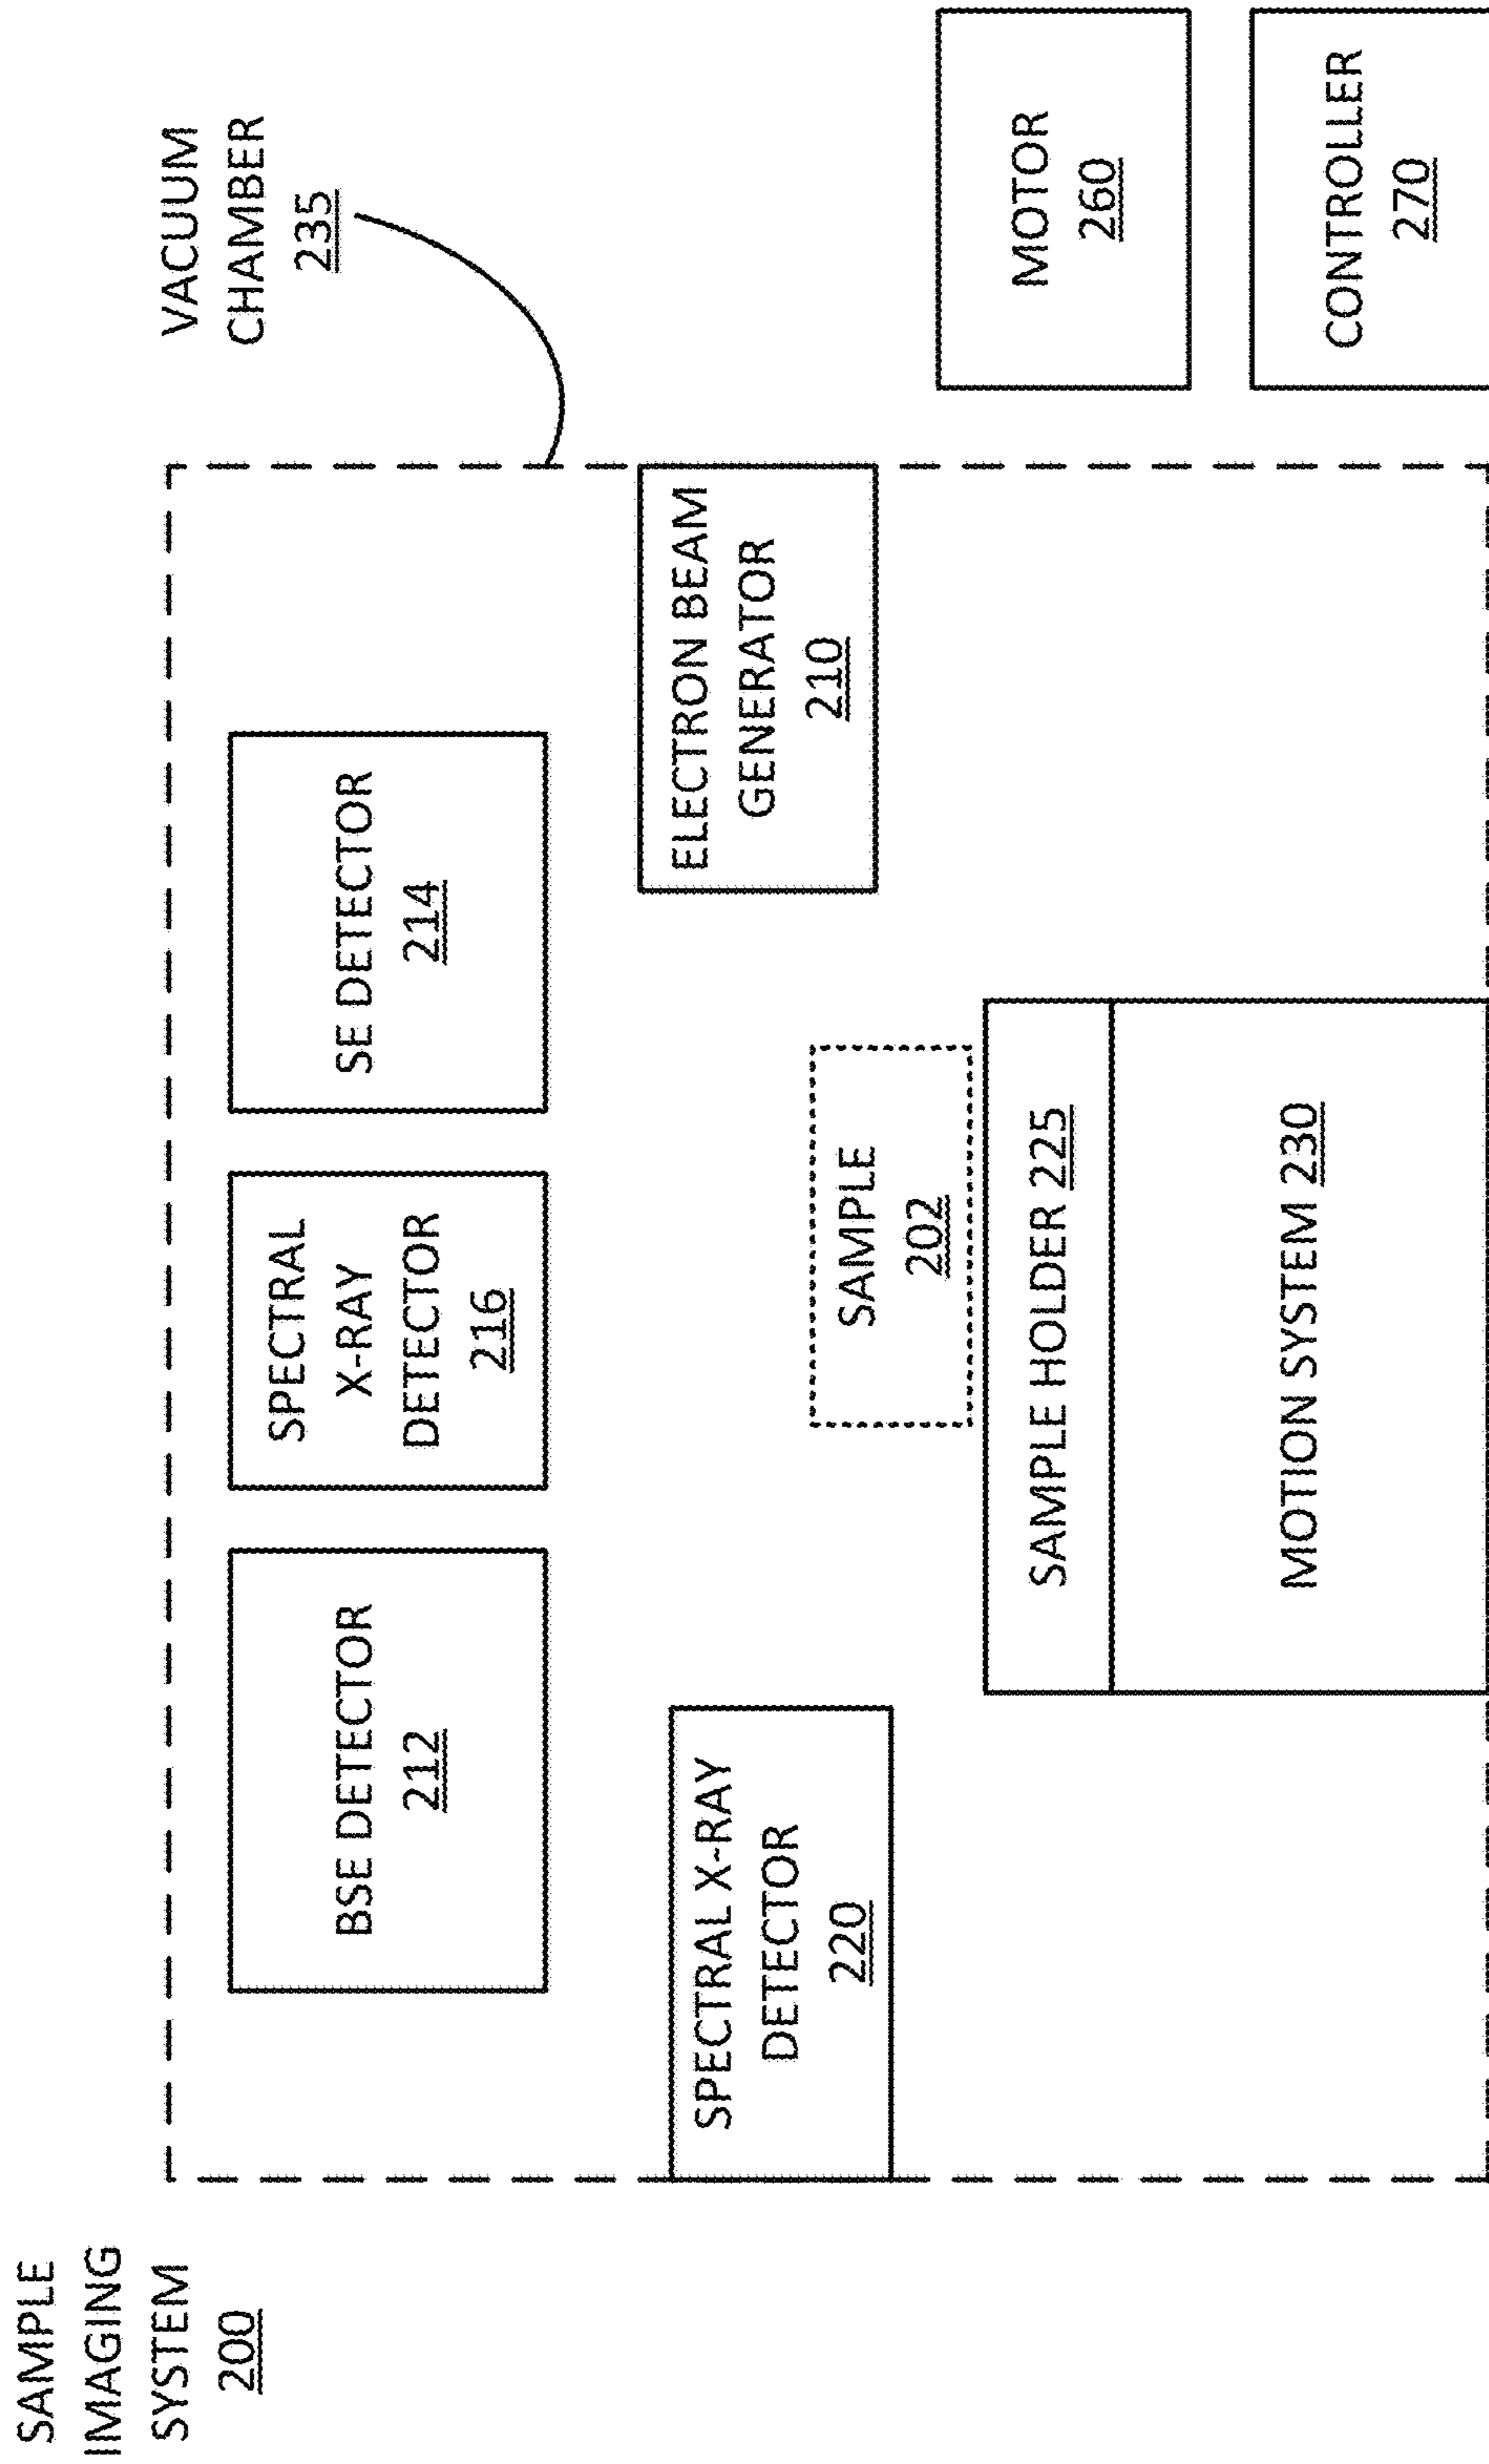 SAMPLE
IMAGING
SYSTEM
200
VACUUM
CHAMBER
235
BSE DETECTOR
212
SPECTRAL
X-RAY
DETECTOR
216
SE DETECTOR
214
SPECTRAL X-RAY
DETECTOR
220
ELECTRON BEAM
GENERATOR
210
SAMPLE
202
SAMPLE HOLDER 225
MOTION SYSTEM 230
MOTOR
260
CONTROLLER
270